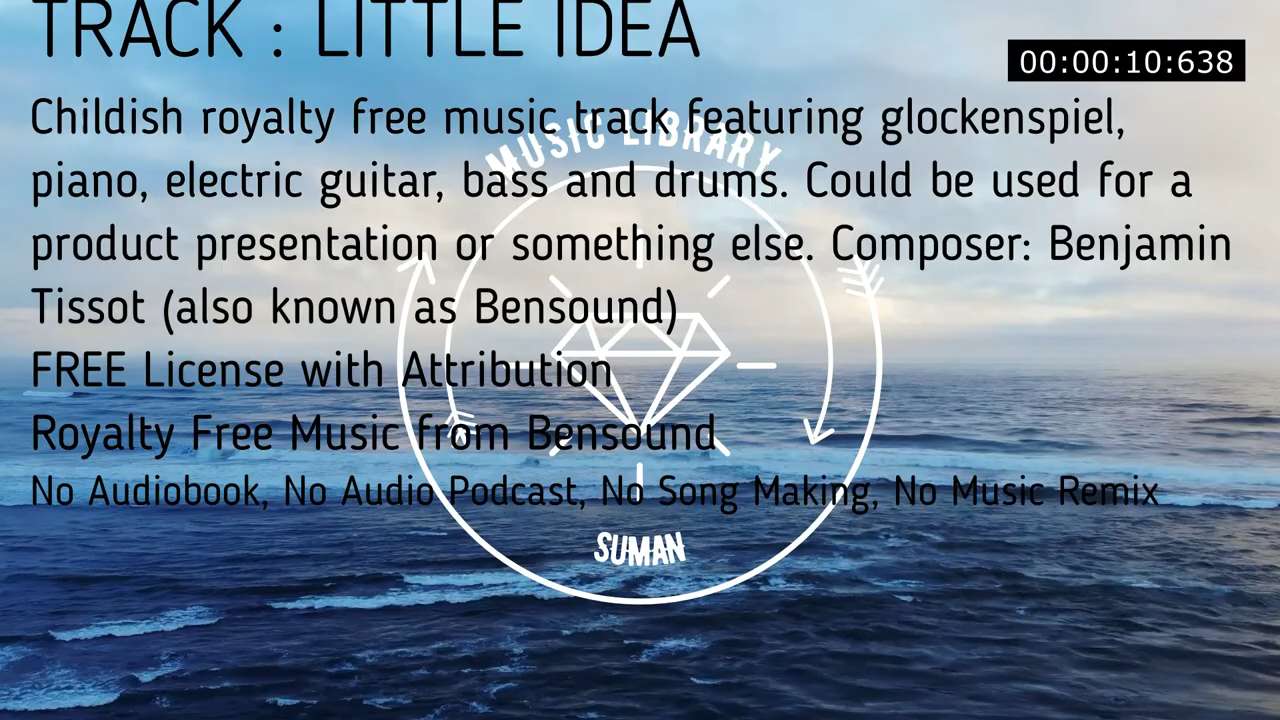 TRACK : LITTLE IDEA
00:00:10:638
Childish royalty free music track featuring glockenspiel,
piano, electric guitar, bass and drums. Could be used for a
product presentation or something else. Composer: Benjamin
Tissot (also known as Bensound)
FREE License with Attribution
Royalty Free Music from Bensound
No Audiobook, No Audio Podcast, No Song Making, No Music Remix
MUSIC LIBRARY
SUMAN